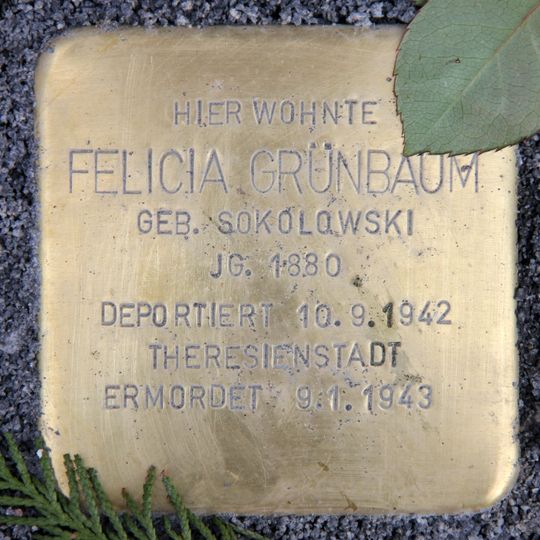 HIER WOHNTE
FELICIA GRÜNBAUM
GEB. SOKOLOWSKI
JG. 1880
DEPORTIERT 10.9.1942
THERESIENSTADT
ERMORDET 9.1.1943